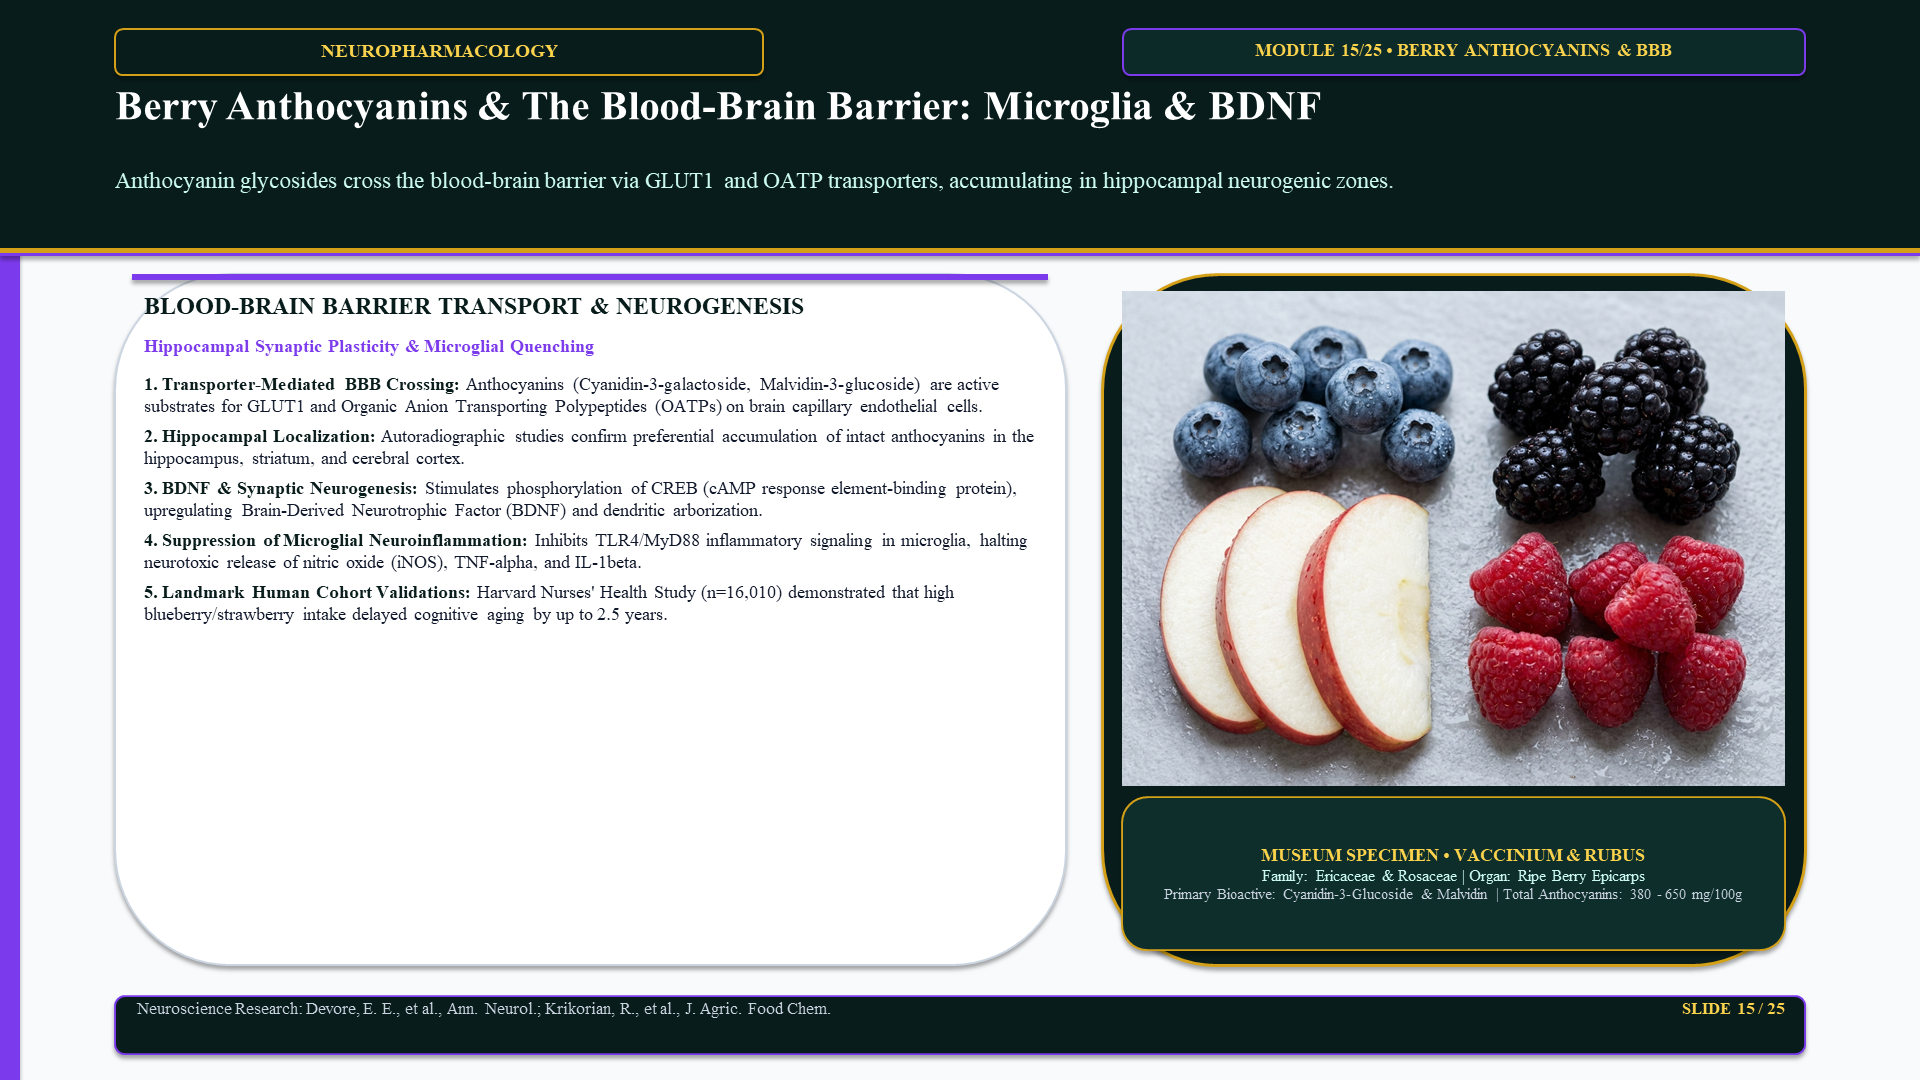 NEUROPHARMACOLOGY
MODULE 15/25 • BERRY ANTHOCYANINS & BBB
Berry Anthocyanins & The Blood-Brain Barrier: Microglia & BDNF
Anthocyanin glycosides cross the blood-brain barrier via GLUT1 and OATP transporters, accumulating in hippocampal neurogenic zones.
BLOOD-BRAIN BARRIER TRANSPORT & NEUROGENESIS
Hippocampal Synaptic Plasticity & Microglial Quenching
1. Transporter-Mediated BBB Crossing: Anthocyanins (Cyanidin-3-galactoside, Malvidin-3-glucoside) are active
substrates for GLUT1 and Organic Anion Transporting Polypeptides (OATPs) on brain capillary endothelial cells.
2. Hippocampal Localization: Autoradiographic studies confirm preferential accumulation of intact anthocyanins in the
hippocampus, striatum, and cerebral cortex.
3. BDNF & Synaptic Neurogenesis: Stimulates phosphorylation of CREB (cAMP response element-binding protein),
upregulating Brain-Derived Neurotrophic Factor (BDNF) and dendritic arborization.
4. Suppression of Microglial Neuroinflammation: Inhibits TLR4/MyD88 inflammatory signaling in microglia, halting
neurotoxic release of nitric oxide (iNOS), TNF-alpha, and IL-1beta.
5. Landmark Human Cohort Validations: Harvard Nurses' Health Study (n=16,010) demonstrated that high
blueberry/strawberry intake delayed cognitive aging by up to 2.5 years.
MUSEUM SPECIMEN • VACCINIUM & RUBUS
Family: Ericaceae & Rosaceae | Organ: Ripe Berry Epicarps
Primary Bioactive: Cyanidin-3-Glucoside & Malvidin | Total Anthocyanins: 380 - 650 mg/100g
Neuroscience Research: Devore, E. E., et al., Ann. Neurol.; Krikorian, R., et al., J. Agric. Food Chem.
SLIDE 15 / 25